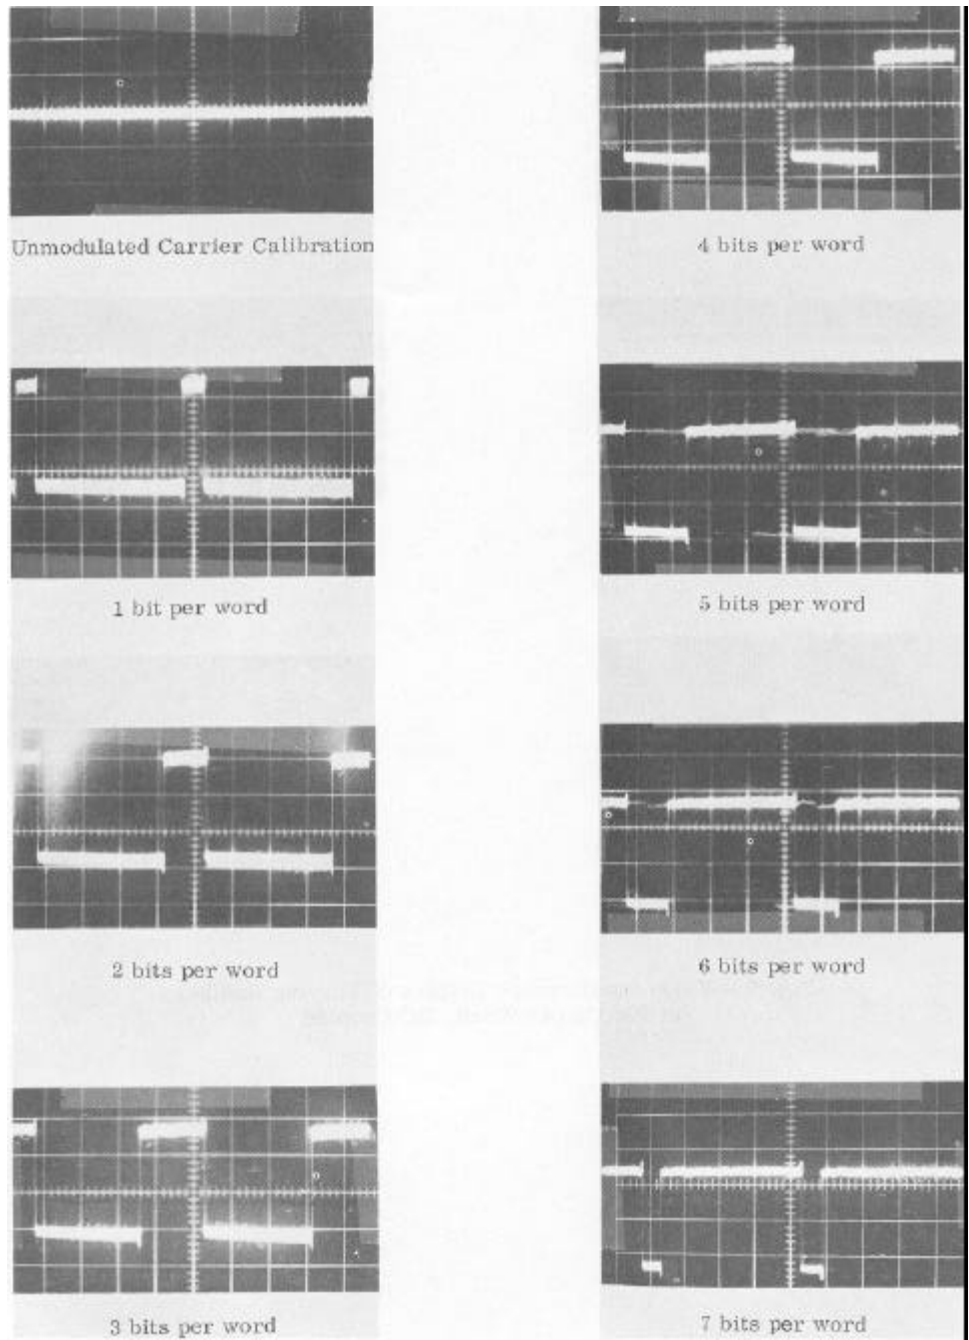 Unmodulated Carrier Calibration
4 bits per word
1 bit per word
5 bits per word
2 bits per word
6 bits per word
3 bits per word
7 bits per word